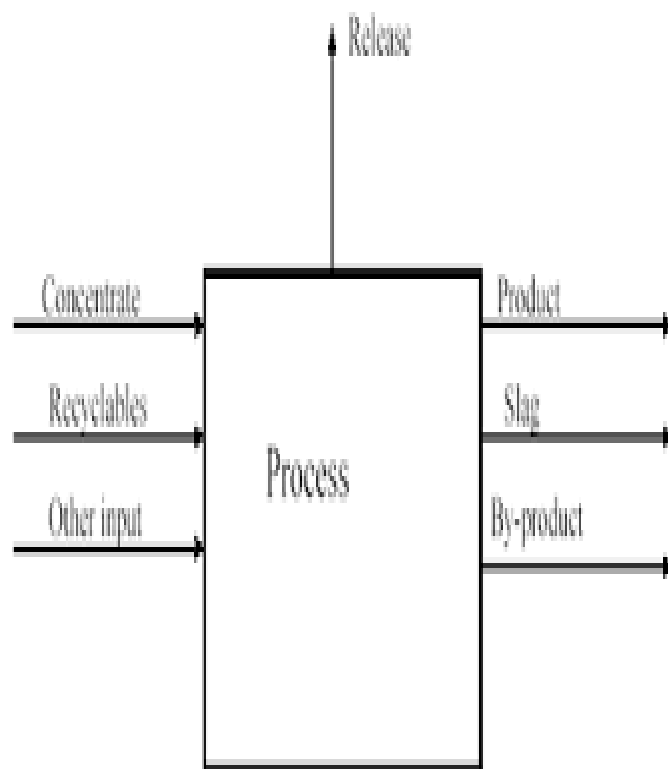 Release
Concentrate
Product
Recyclables
Slag
Process
Other input
By-product